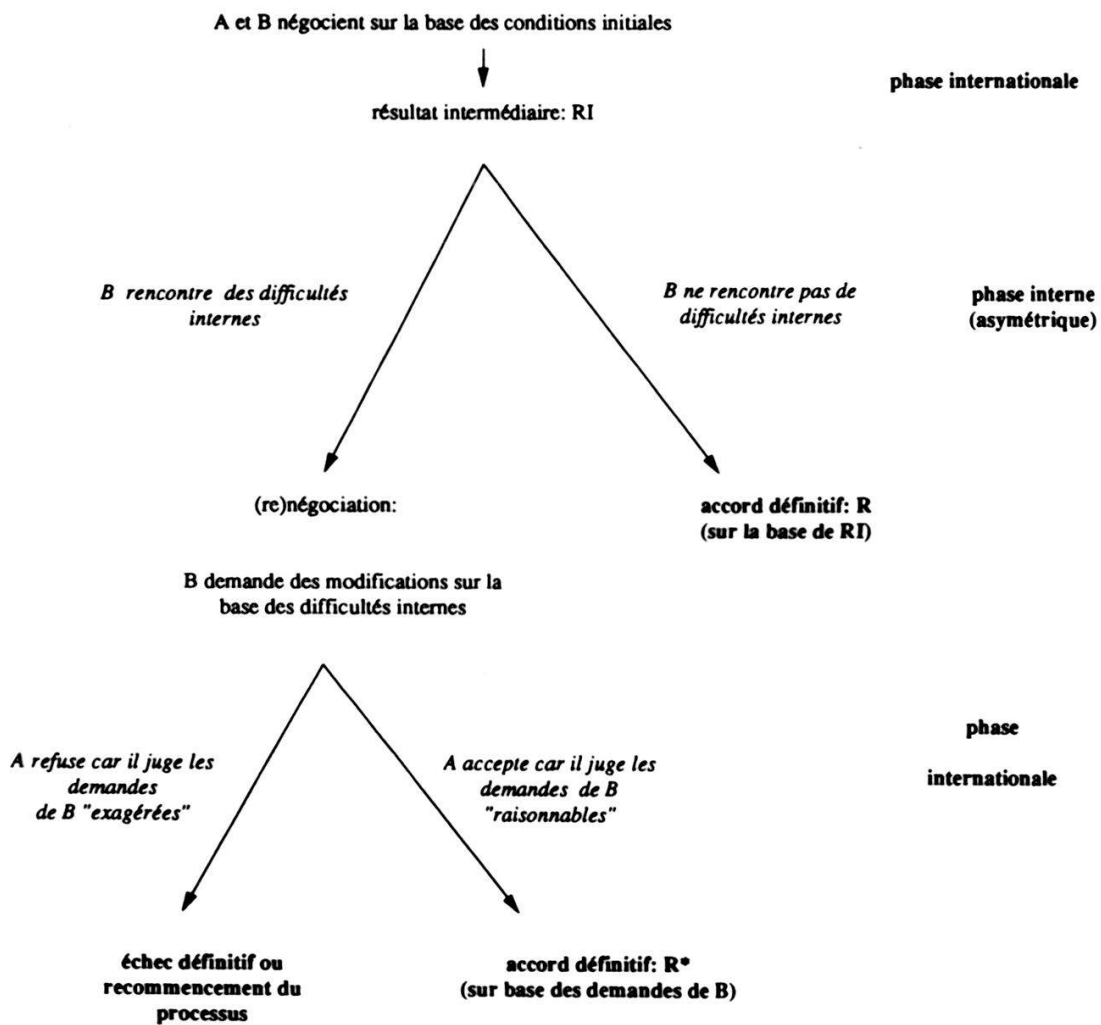 A et B négocient sur la base des conditions initiales
phase internationale
résultat intermédiaire: RI
B rencontre des difficultés
internes
B ne rencontre pas de
difficultés internes
phase interne
(asymétrique)
(re)négociation:
accord définitif: R
(sur la base de RI)
B demande des modifications sur la
base des difficultés internes
phase
internationale
A refuse car il juge les
demandes
de B "exagérées"
A accepte car il juge les
demandes de B
"raisonnables"
échec définitif ou
recommencement du
processus
accord définitif: R*
(sur base des demandes de B)